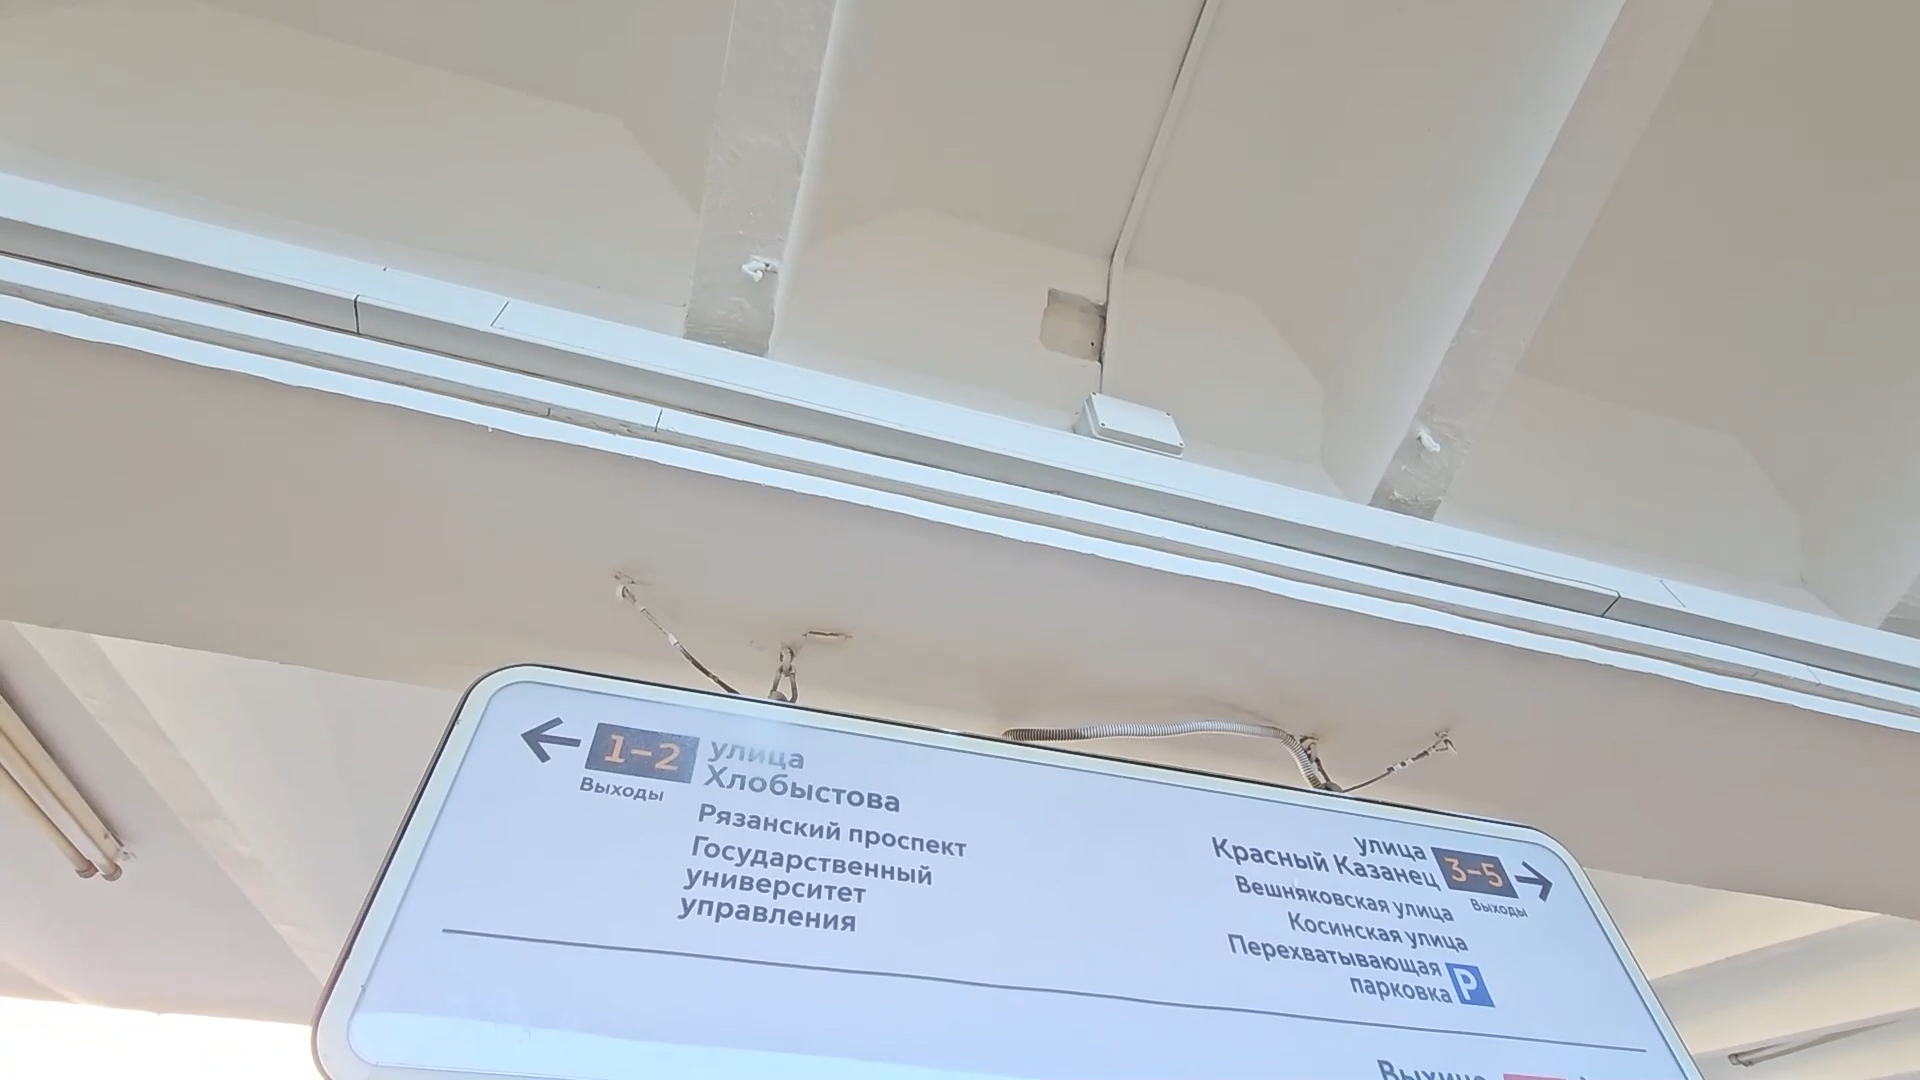 ← 1-2 улица
Хлобыстова
Выходы
Рязанский проспект
Государственный
университет
управления
улица 3-5 →
Красный Казанец
Выходы
Вешняковская улица
Косинская улица
Перехватывающая
парковка P